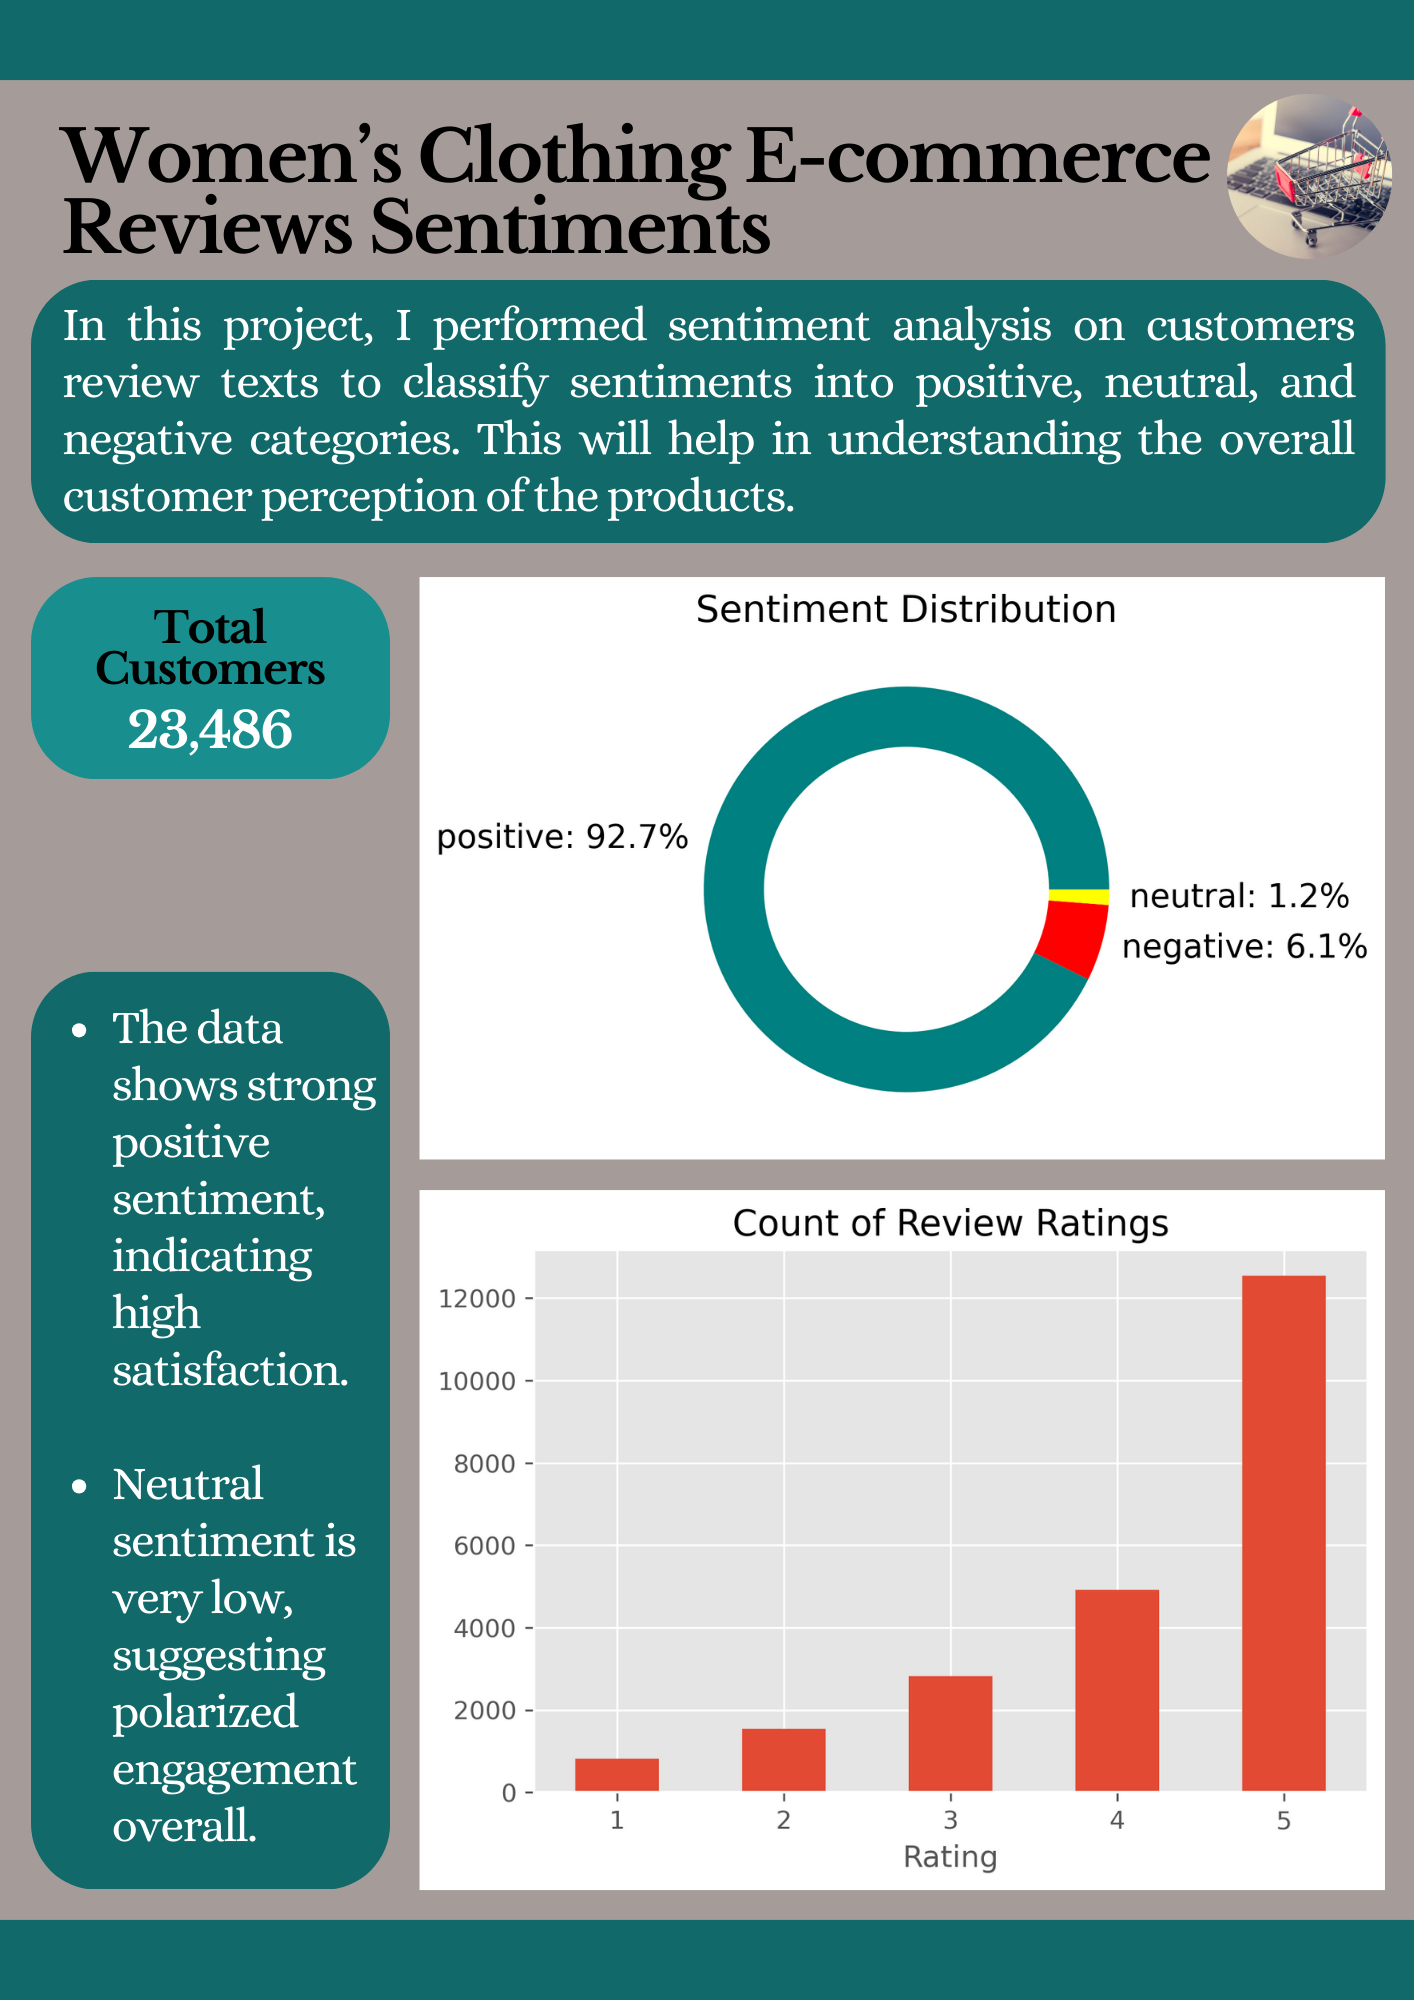 Women’s Clothing E-commerce
Reviews Sentiments
In this project, I performed sentiment analysis on customers
review texts to classify sentiments into positive, neutral, and
negative categories. This will help in understanding the overall
customer perception of the products.
Total
Customers
23,486
Sentiment Distribution
positive: 92.7%
neutral: 1.2%
negative: 6.1%
• The data
shows strong
positive
sentiment,
indicating
high
satisfaction.
• Neutral
sentiment is
very low,
suggesting
polarized
engagement
overall.
Count of Review Ratings
12000
10000
8000
6000
4000
2000
0
1 2 3 4 5
Rating